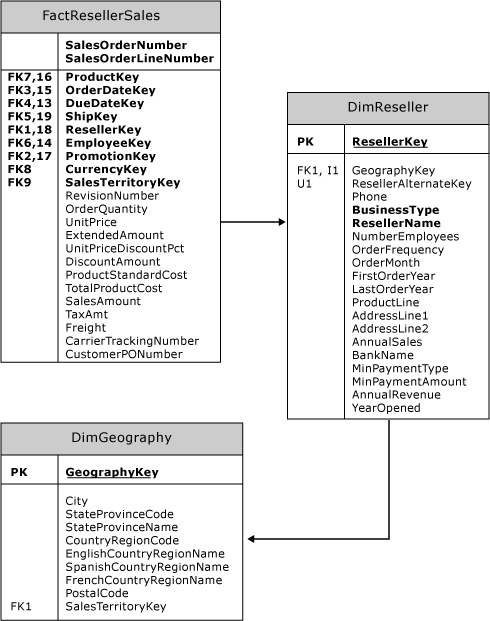 FactResellerSales
SalesOrderNumber
SalesOrderLineNumber
FK7,16 ProductKey
FK3,15 OrderDateKey
FK4,13 DueDateKey
FK5,19 ShipKey
FK1,18 ResellerKey
FK6,14 EmployeeKey
FK2,17 PromotionKey
FK8 CurrencyKey
FK9 SalesTerritoryKey
RevisionNumber
OrderQuantity
UnitPrice
ExtendedAmount
UnitPriceDiscountPct
DiscountAmount
ProductStandardCost
TotalProductCost
SalesAmount
TaxAmt
Freight
CarrierTrackingNumber
CustomerPONumber
DimReseller
PK ResellerKey
FK1, I1 GeographyKey
U1 ResellerAlternateKey
Phone
BusinessType
ResellerName
NumberEmployees
OrderFrequency
OrderMonth
FirstOrderYear
LastOrderYear
ProductLine
AddressLine1
AddressLine2
AnnualSales
BankName
MinPaymentType
MinPaymentAmount
AnnualRevenue
YearOpened
DimGeography
PK GeographyKey
City
StateProvinceCode
StateProvinceName
CountryRegionCode
EnglishCountryRegionName
SpanishCountryRegionName
FrenchCountryRegionName
PostalCode
FK1 SalesTerritoryKey